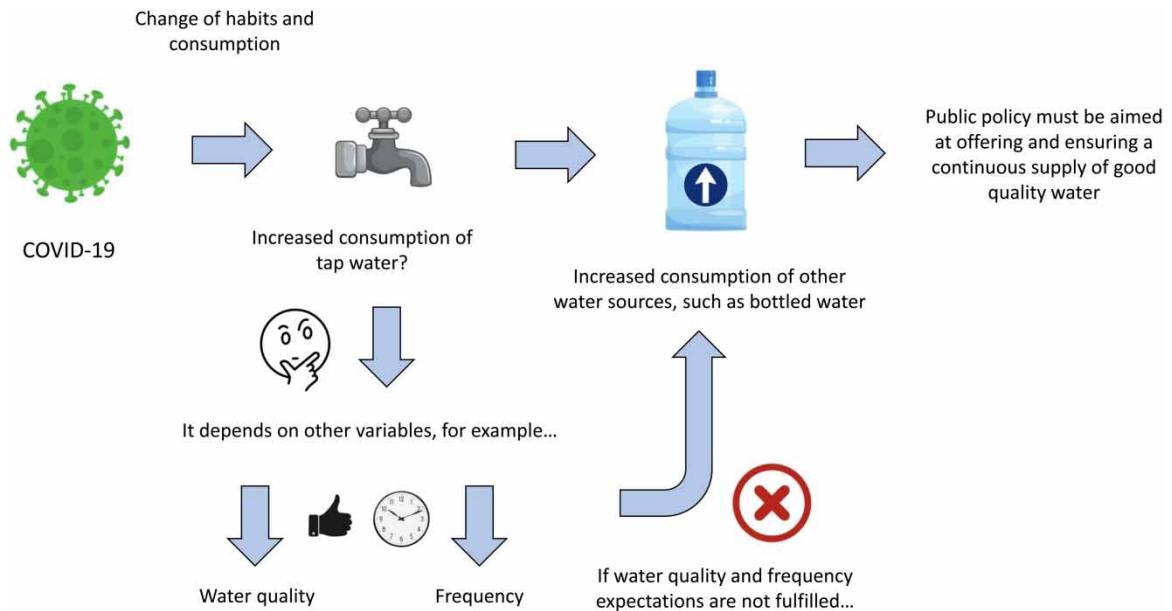 Change of habits and
consumption
COVID-19
Increased consumption of
tap water?
Increased consumption of other
water sources, such as bottled water
Public policy must be aimed
at offering and ensuring a
continuous supply of good
quality water
It depends on other variables, for example…
Water quality
Frequency
If water quality and frequency
expectations are not fulfilled…